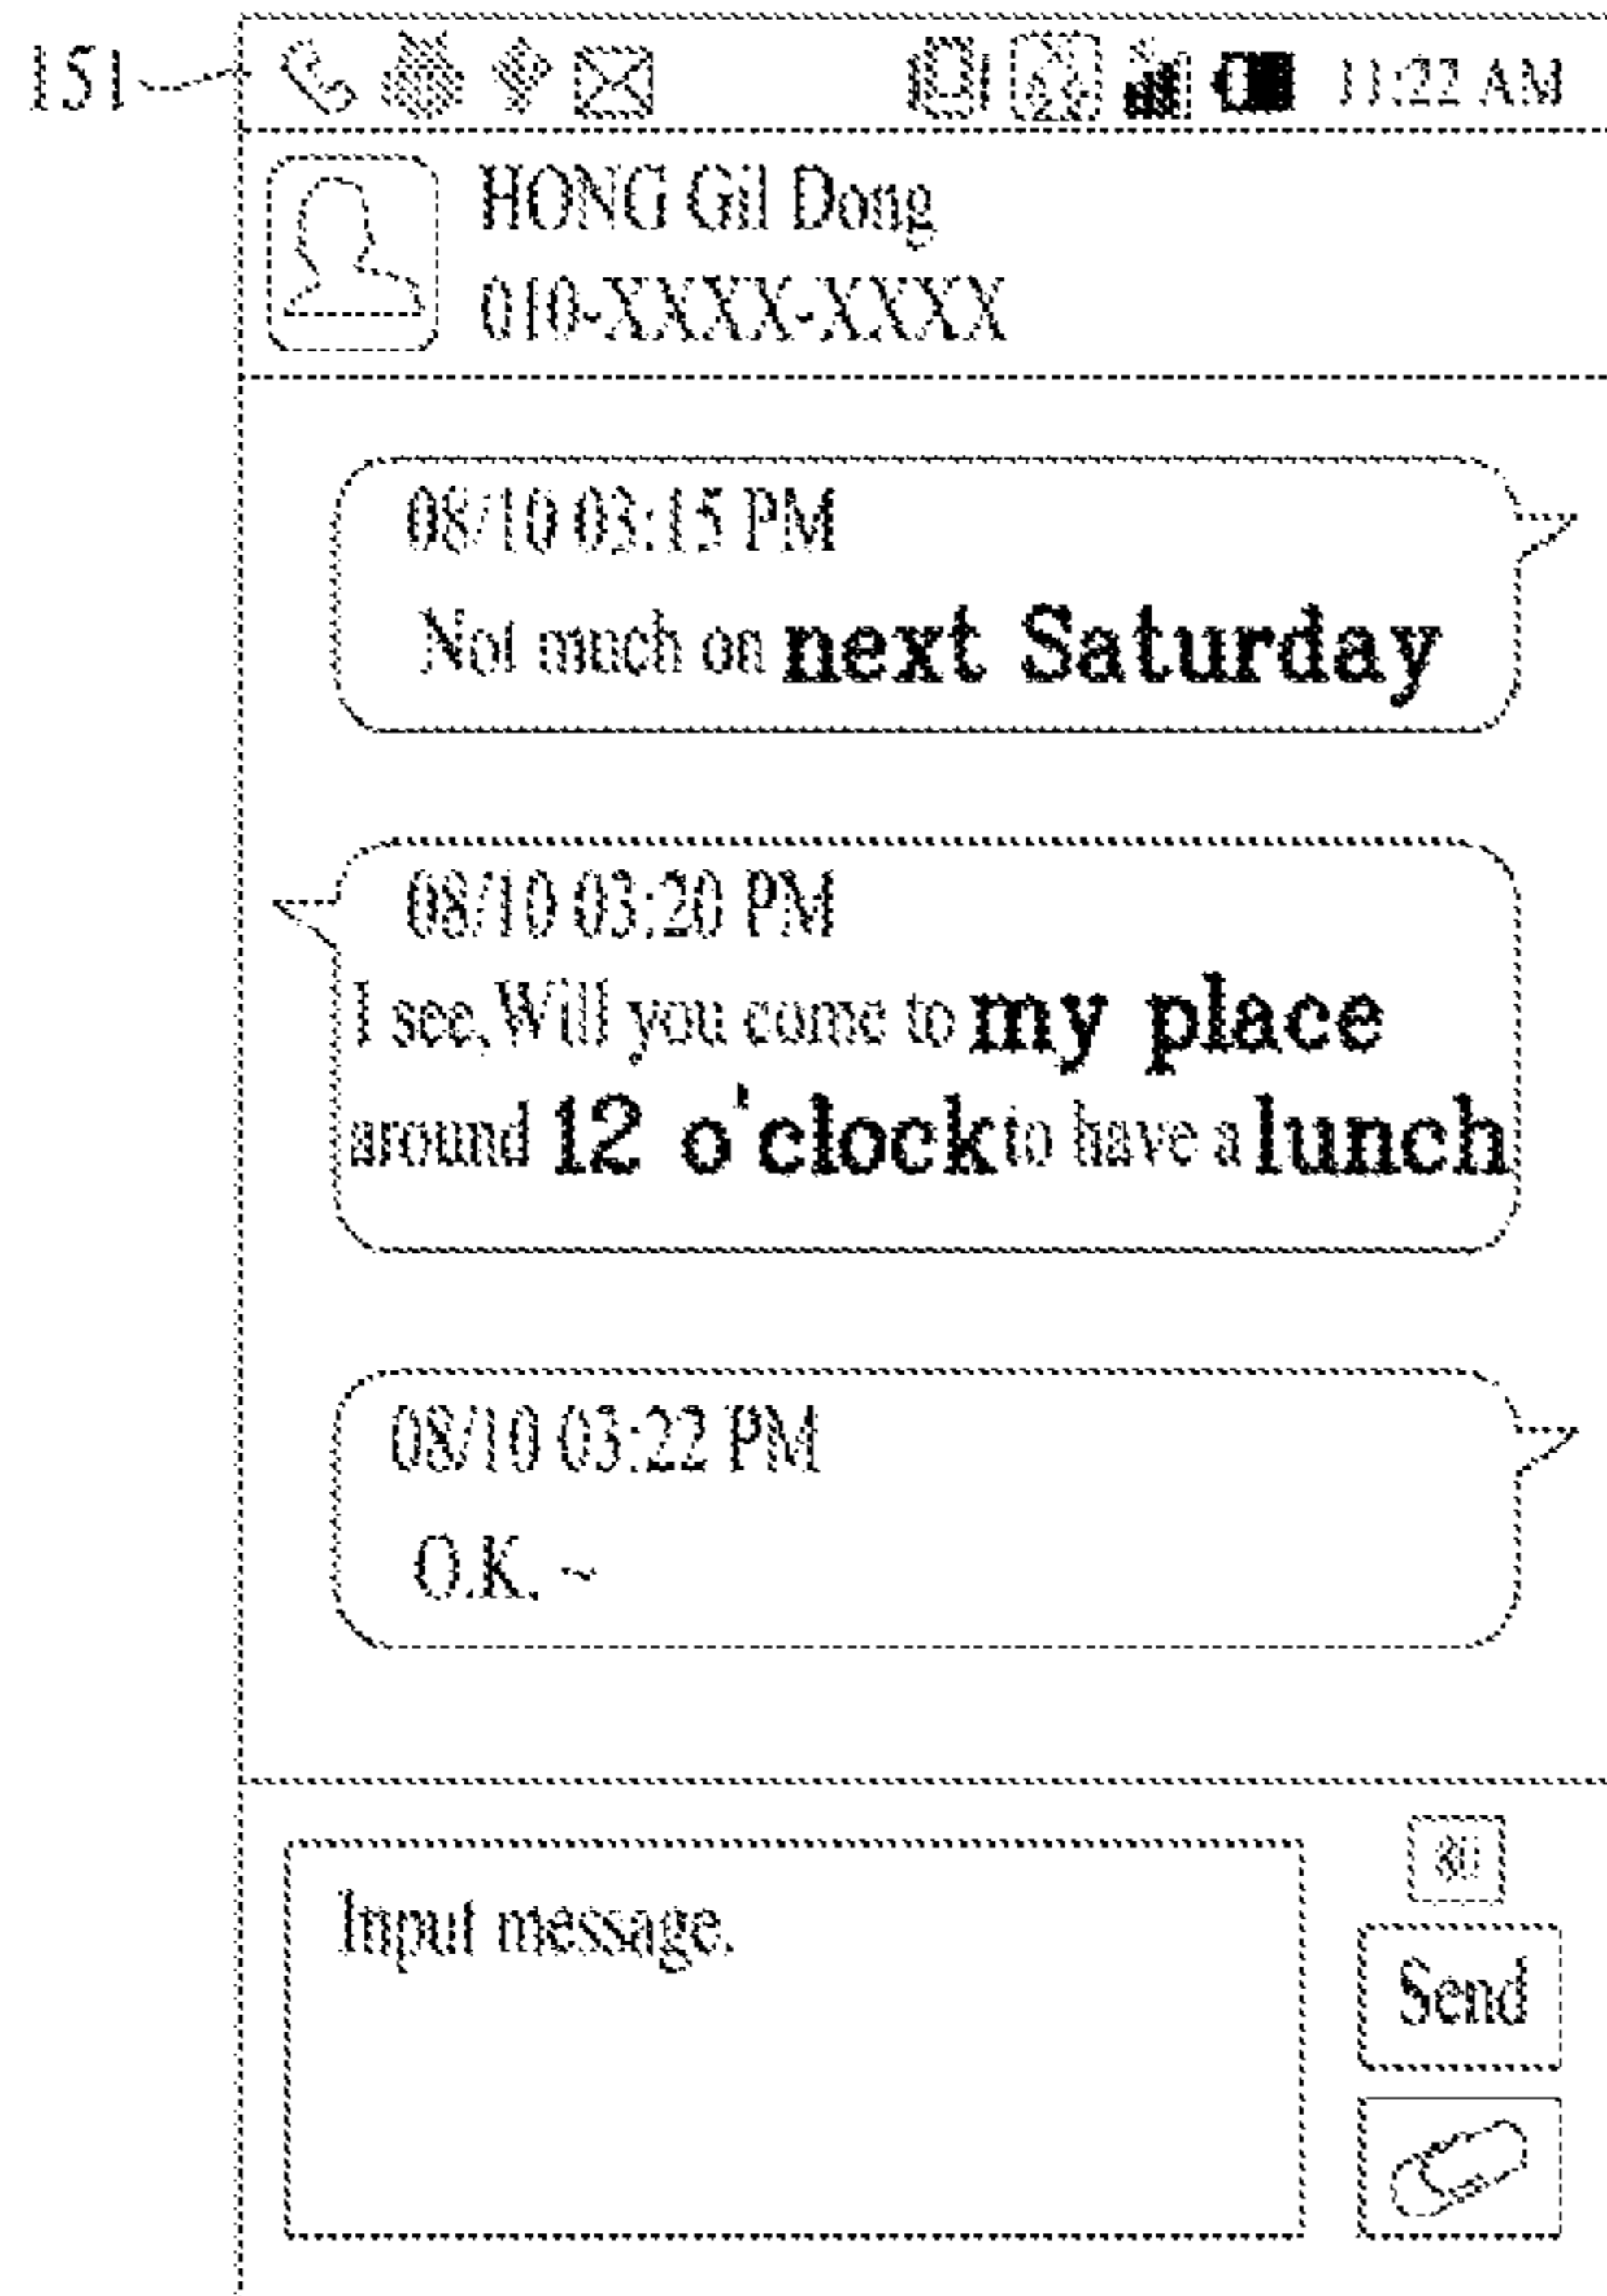 151
11:22 AM
HONG Gil Dong
010-XXXX-XXXX
08/10 03:15 PM
Not much on next Saturday
08/10 03:20 PM
I see. Will you come to my place
around 12 o'clock to have a lunch
08/10 03:22 PM
O.K. ~
Input message.
Send